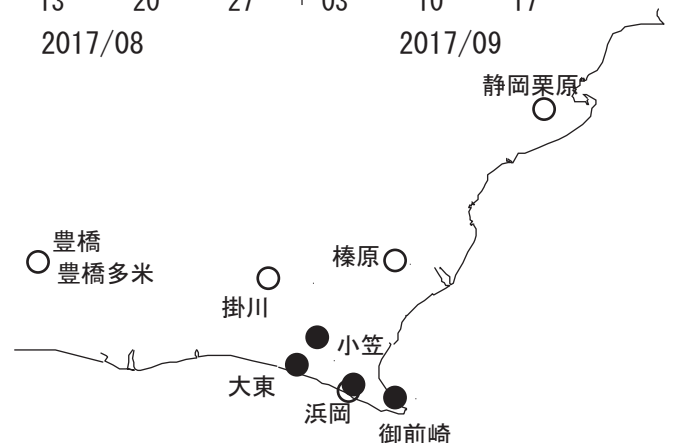 13 20 27 03 10 17
2017/08 2017/09
静岡栗原
豊橋
豊橋多米
榛原
掛川
小笠
大東
浜岡
御前崎